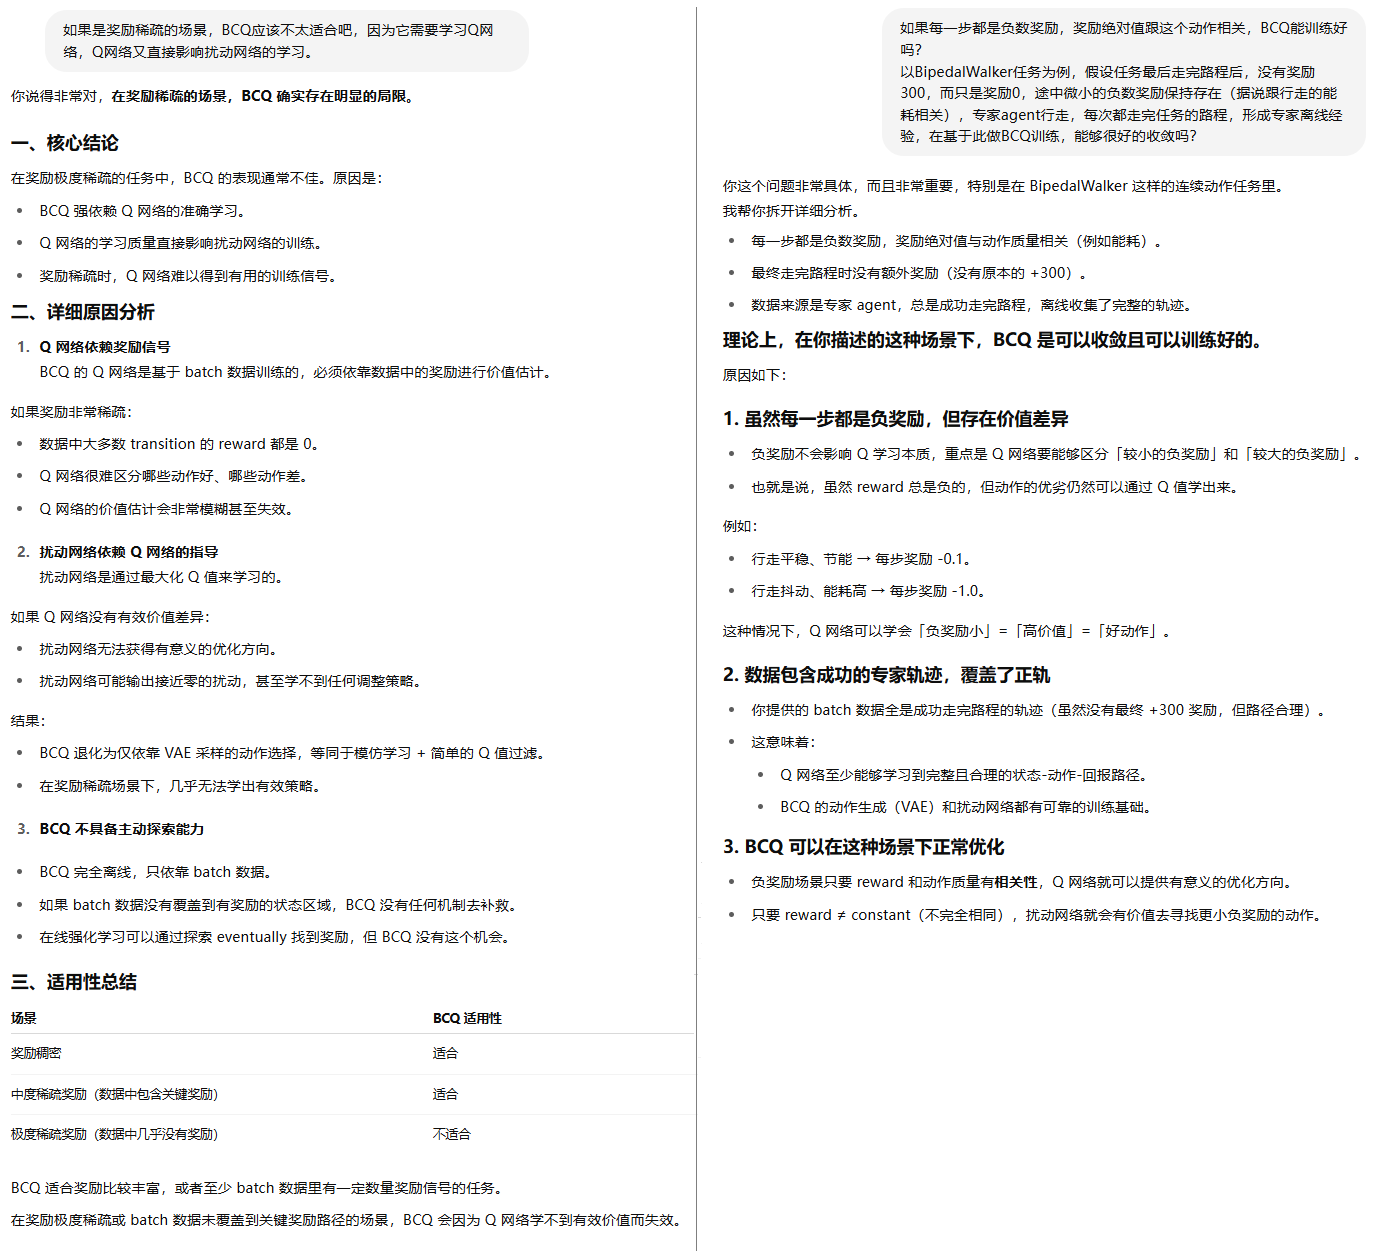 如果是奖励稀疏的场景，BCQ应该不太适合吧，因为它需要学习Q网
络，Q网络又直接影响扰动网络的学习。
你说得非常对，在奖励稀疏的场景，BCQ 确实存在明显的局限。
一、核心结论
在奖励极度稀疏的任务中，BCQ 的表现通常不佳。原因是：
• BCQ 强依赖 Q 网络的准确学习。
• Q 网络的学习质量直接影响扰动网络的训练。
• 奖励稀疏时，Q 网络难以得到有用的训练信号。
二、详细原因分析
1. Q 网络依赖奖励信号
BCQ 的 Q 网络是基于 batch 数据训练的，必须依靠数据中的奖励进行价值估计。
如果奖励非常稀疏：
• 数据中大多数 transition 的 reward 都是 0。
• Q 网络很难区分哪些动作好、哪些动作差。
• Q 网络的价值估计会非常模糊甚至失效。
2. 扰动网络依赖 Q 网络的指导
扰动网络是通过最大化 Q 值来学习的。
如果 Q 网络没有有效价值差异：
• 扰动网络无法获得有意义的优化方向。
• 扰动网络可能输出接近零的扰动，甚至学不到任何调整策略。
结果：
• BCQ 退化为仅依靠 VAE 采样的动作选择，等同于模仿学习 + 简单的 Q 值过滤。
• 在奖励稀疏场景下，几乎无法学出有效策略。
3. BCQ 不具备主动探索能力
• BCQ 完全离线，只依靠 batch 数据。
• 如果 batch 数据没有覆盖到有奖励的状态区域，BCQ 没有任何机制去补救。
• 在线强化学习可以通过探索 eventually 找到奖励，但 BCQ 没有这个机会。
三、适用性总结
场景 BCQ 适用性
奖励稠密 适合
中度稀疏奖励（数据中包含关键奖励） 适合
极度稀疏奖励（数据中几乎没有奖励） 不适合
BCQ 适合奖励比较丰富，或者至少 batch 数据里有一定数量奖励信号的任务。
在奖励极度稀疏或 batch 数据未覆盖到关键奖励路径的场景，BCQ 会因为 Q 网络学不到有效价值而失效。
如果每一步都是负数奖励，奖励绝对值跟这个动作相关，BCQ能训练好
吗？
以BipedalWalker任务为例，假设任务最后走完路程后，没有奖励
300，而只是奖励0，途中微小的负数奖励保持存在（据说跟行走的能
耗相关），专家agent行走，每次都走完任务的路程，形成专家离线经
验，在基于此做BCQ训练，能够很好的收敛吗？
你这个问题非常具体，而且非常重要，特别是在 BipedalWalker 这样的连续动作任务里。
我帮你拆开详细分析。
• 每一步都是负数奖励，奖励绝对值与动作质量相关（例如能耗）。
• 最终走完路程时没有额外奖励（没有原本的 +300）。
• 数据来源是专家 agent，总是成功走完路程，离线收集了完整的轨迹。
理论上，在你描述的这种场景下，BCQ 是可以收敛且可以训练好的。
原因如下：
1. 虽然每一步都是负奖励，但存在价值差异
• 负奖励不会影响 Q 学习本质，重点是 Q 网络要能够区分「较小的负奖励」和「较大的负奖励」。
• 也就是说，虽然 reward 总是负的，但动作的优劣仍然可以通过 Q 值学出来。
例如：
• 行走平稳、节能 → 每步奖励 -0.1。
• 行走抖动、能耗高 → 每步奖励 -1.0。
这种情况下，Q 网络可以学会「负奖励小」=「高价值」=「好动作」。
2. 数据包含成功的专家轨迹，覆盖了正轨
• 你提供的 batch 数据全是成功走完路程的轨迹（虽然没有最终 +300 奖励，但路径合理）。
• 这意味着：
• Q 网络至少能够学习到完整且合理的状态-动作-回报路径。
• BCQ 的动作生成（VAE）和扰动网络都有可靠的训练基础。
3. BCQ 可以在这种场景下正常优化
• 负奖励场景只要 reward 和动作质量有相关性，Q 网络就可以提供有意义的优化方向。
• 只要 reward ≠ constant（不完全相同），扰动网络就会有价值去寻找更小负奖励的动作。